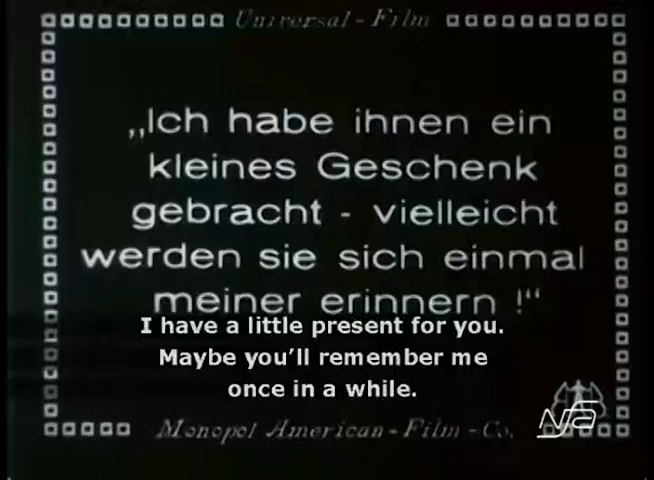 Universal-Film
„Ich habe ihnen ein
kleines Geschenk
gebracht - vielleicht
werden sie sich einmal
meiner erinnern !“
I have a little present for you.
Maybe you'll remember me
once in a while.
Monopol American-Film-Co.